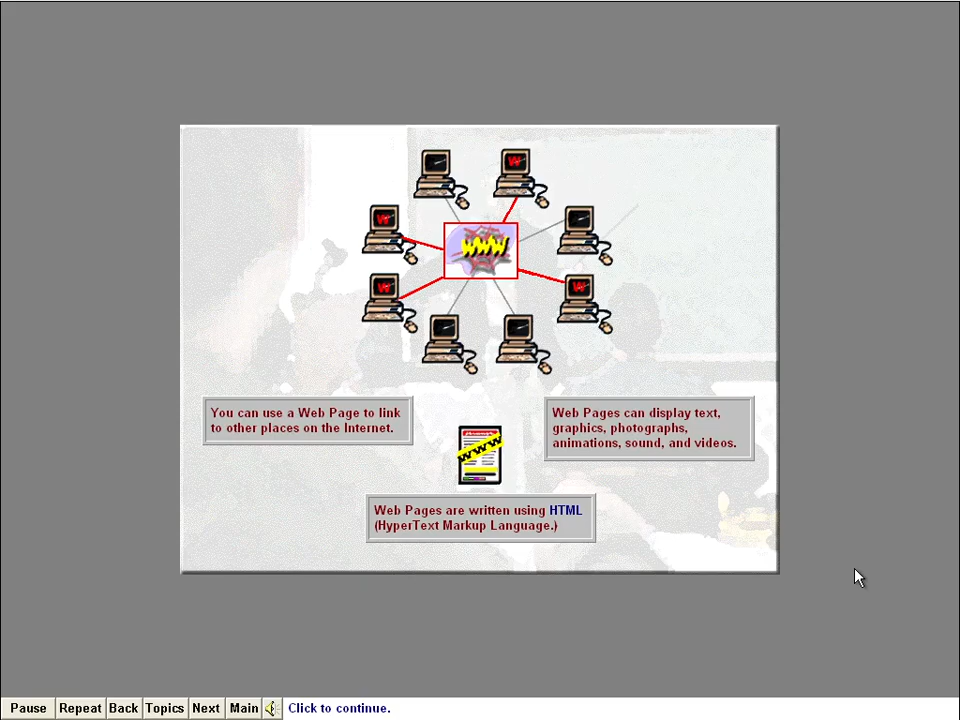 W
W
WWW
W
W
You can use a Web Page to link
to other places on the Internet.
Web Pages can display text,
graphics, photographs,
animations, sound, and videos.
WWW
Web Pages are written using HTML
(HyperText Markup Language.)
Pause Repeat Back Topics Next Main Click to continue.